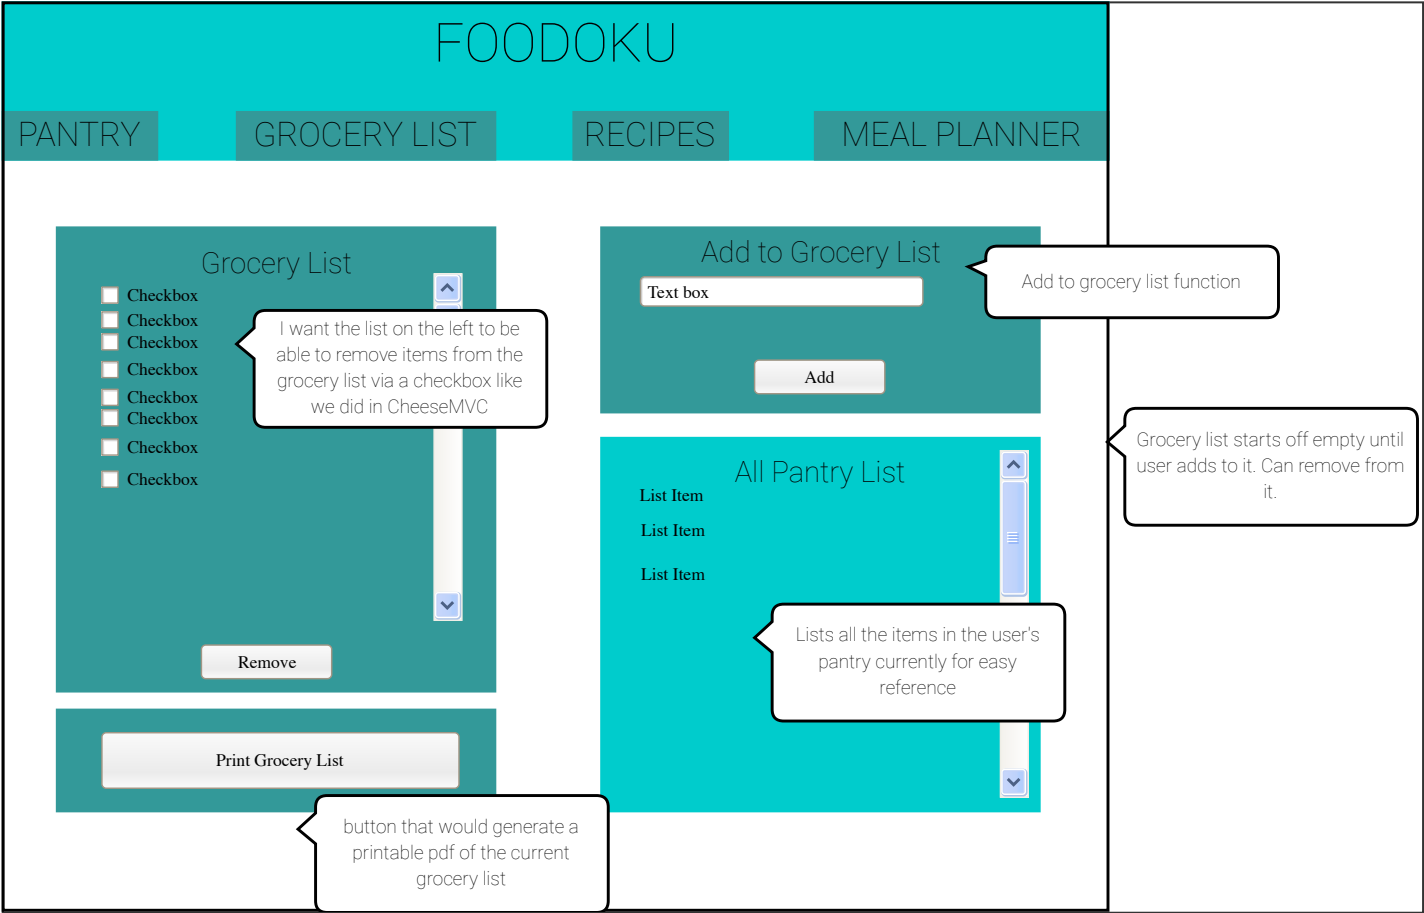 FOODOKU
PANTRY
GROCERY LIST
RECIPES
MEAL PLANNER
Grocery List
Checkbox
Checkbox
Checkbox
Checkbox
Checkbox
Checkbox
Checkbox
Checkbox
I want the list on the left to be
able to remove items from the
grocery list via a checkbox like
we did in CheeseMVC
Remove
Print Grocery List
button that would generate a
printable pdf of the current
grocery list
Add to Grocery List
Text box
Add
Add to grocery list function
All Pantry List
List Item
List Item
List Item
Lists all the items in the user's
pantry currently for easy
reference
Grocery list starts off empty until
user adds to it. Can remove from
it.